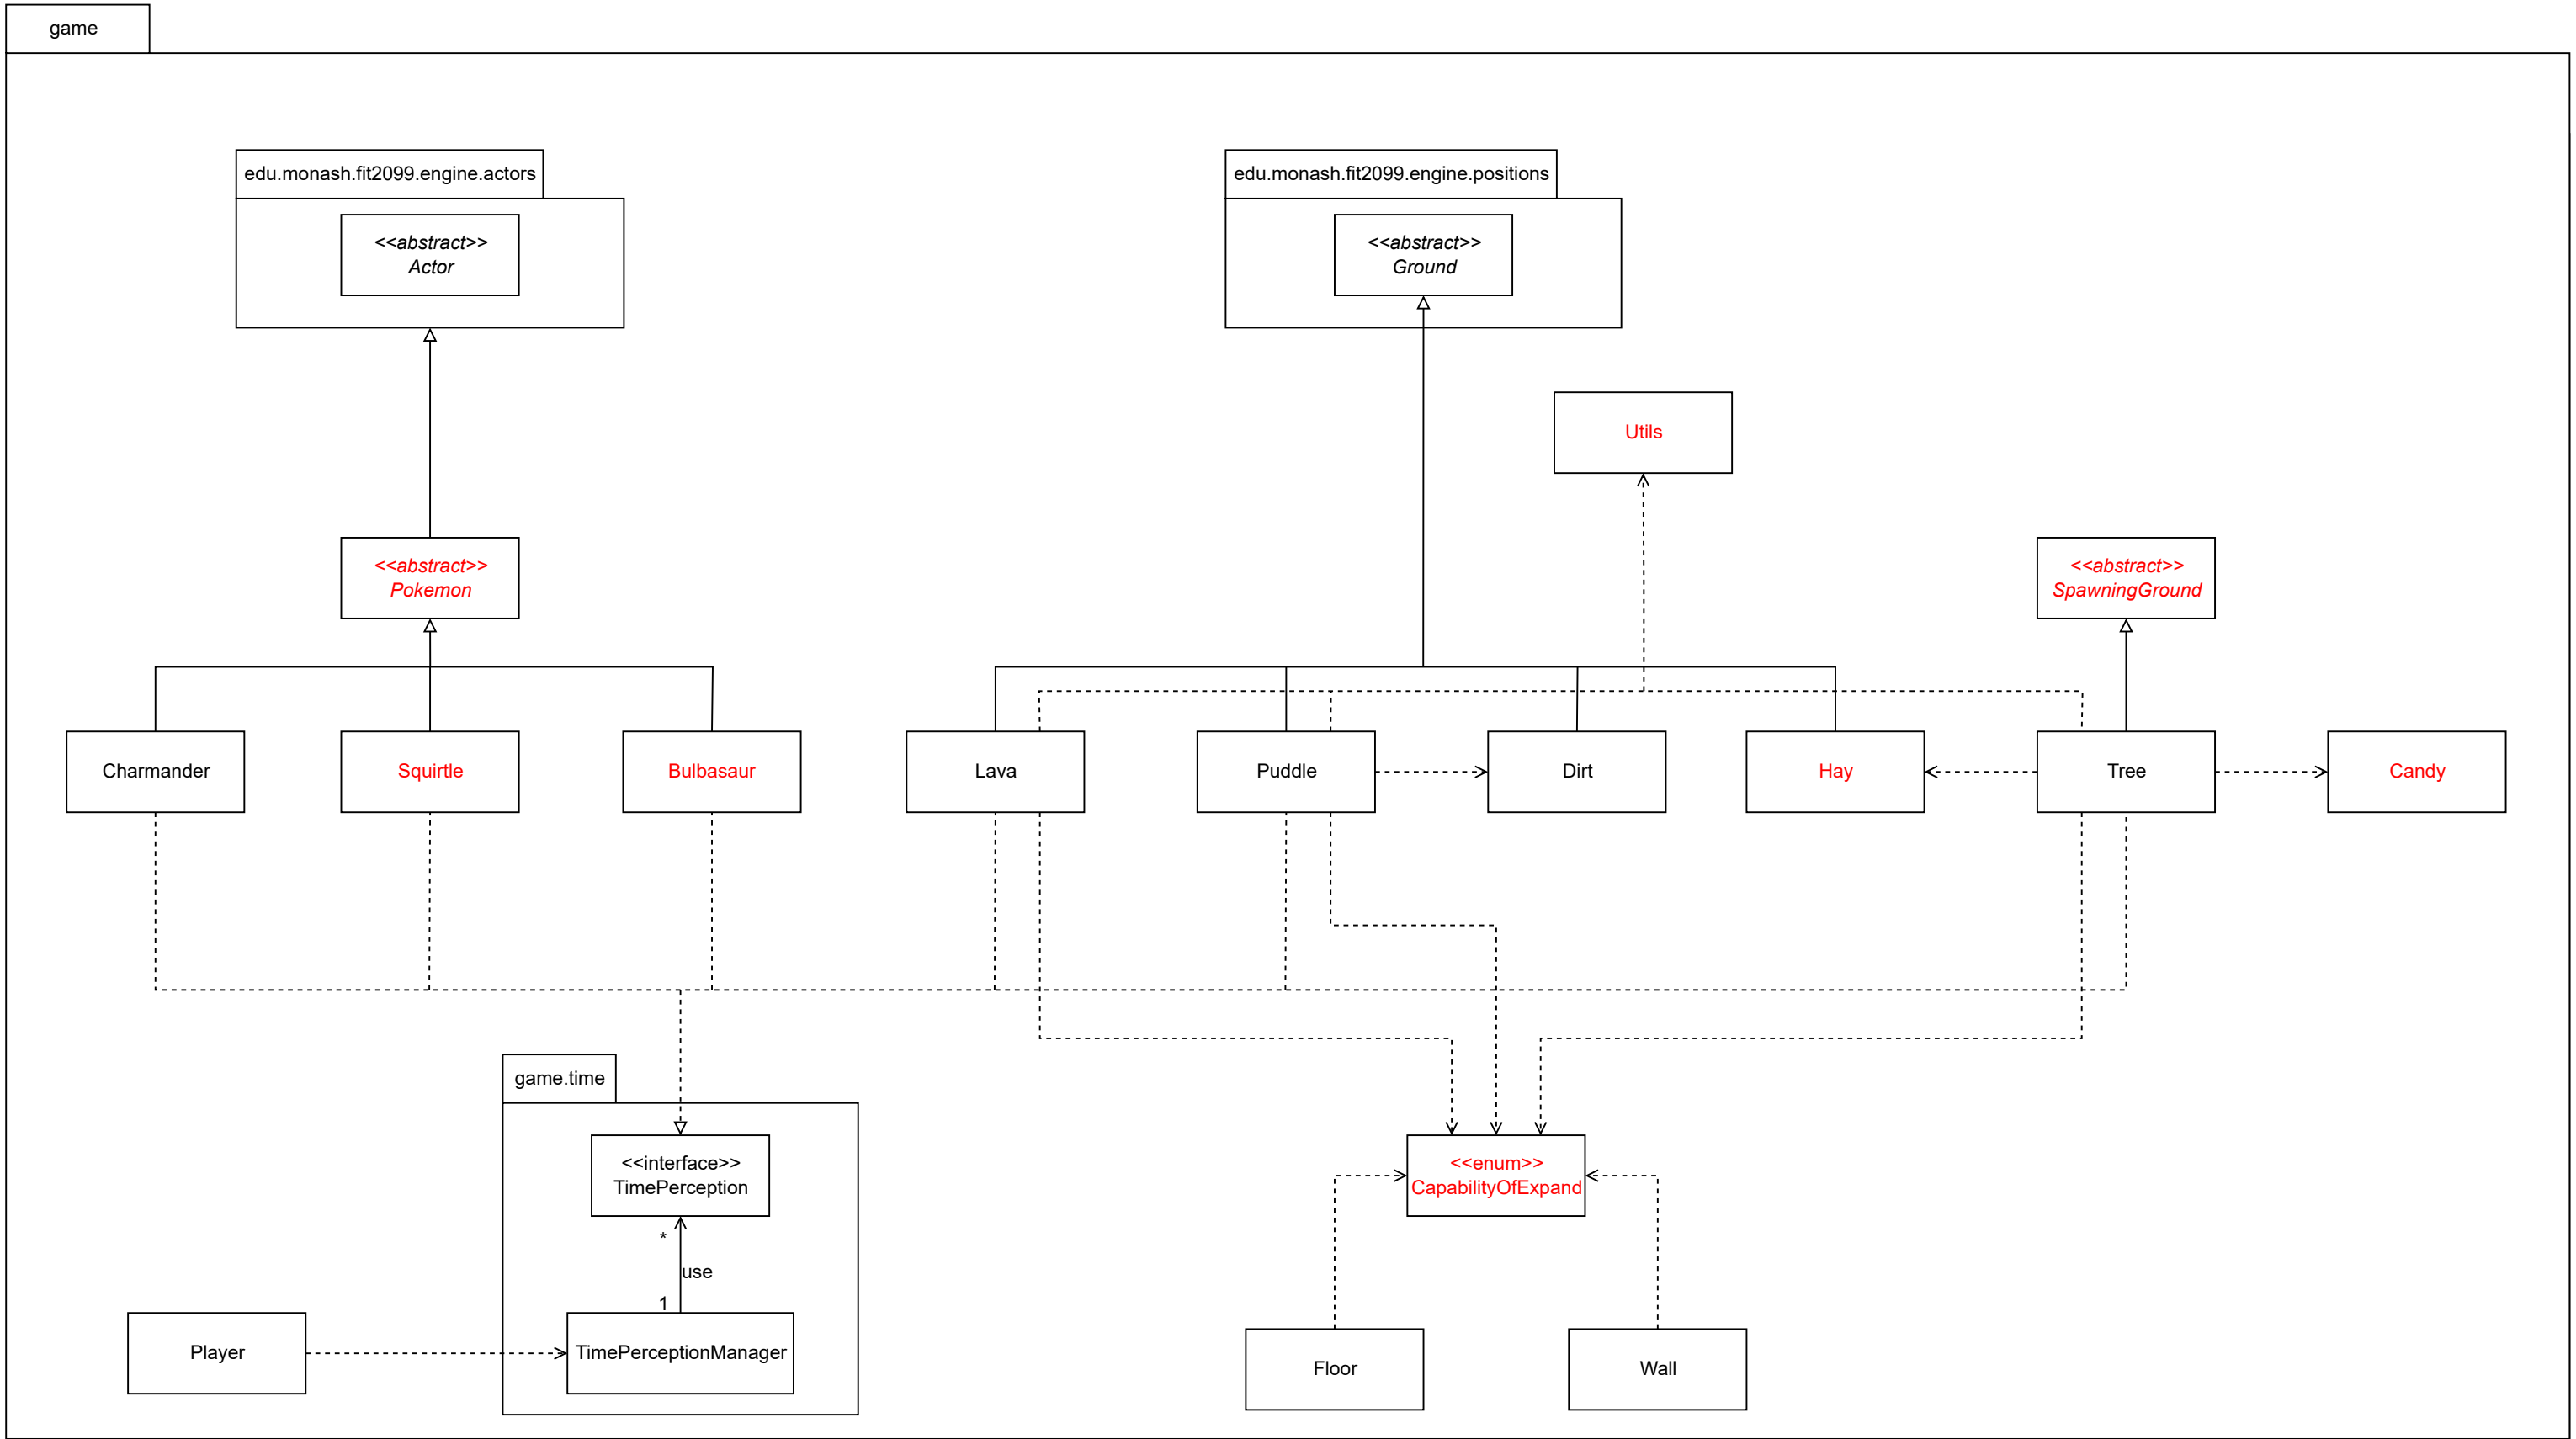 game
edu.monash.fit2099.engine.actors
edu.monash.fit2099.engine.positions
<<abstract>>
Actor
<<abstract>>
Ground
Utils
<<abstract>>
Pokemon
<<abstract>>
SpawningGround
Charmander
Squirtle
Bulbasaur
Lava
Puddle
Dirt
Hay
Tree
Candy
game.time
<<interface>>
TimePerception
<<enum>>
CapabilityOfExpand
*
use
1
Player
TimePerceptionManager
Floor
Wall